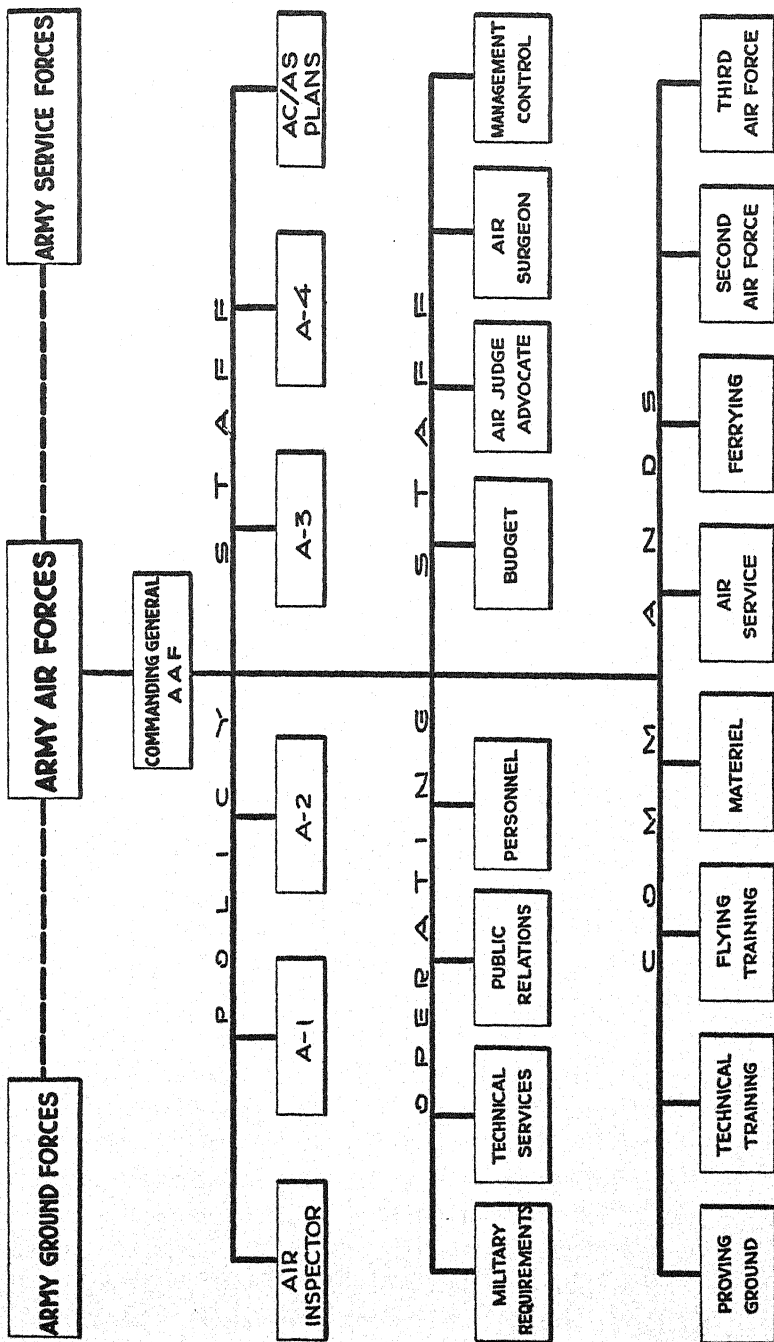 ARMY GROUND FORCES
ARMY AIR FORCES
ARMY SERVICE FORCES
COMMANDING GENERAL
AAF
POLICY STAFF
AIR
INSPECTOR
A-1
A-2
A-3
A-4
AC/AS
PLANS
OPERATING STAFF
MILITARY
REQUIREMENTS
TECHNICAL
SERVICES
PUBLIC
RELATIONS
PERSONNEL
BUDGET
AIR JUDGE
ADVOCATE
AIR
SURGEON
MANAGEMENT
CONTROL
COMMANDS
PROVING
GROUND
TECHNICAL
TRAINING
FLYING
TRAINING
MATERIEL
AIR
SERVICE
FERRYING
SECOND
AIR FORCE
THIRD
AIR FORCE